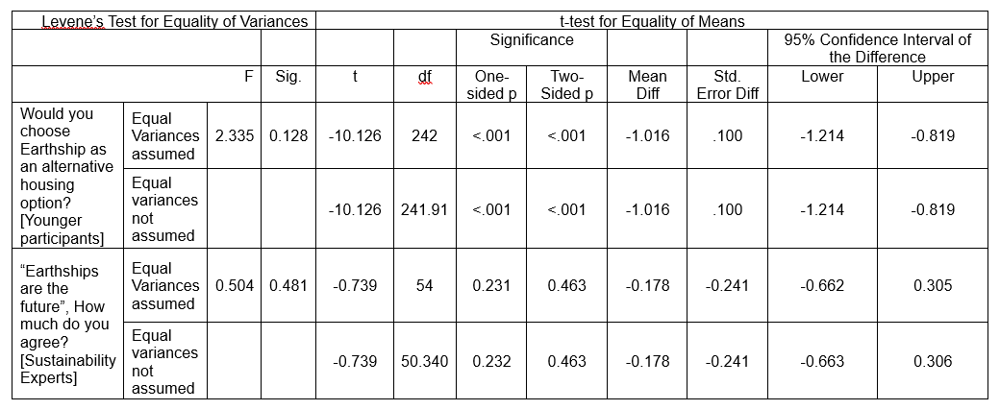 Levene's Test for Equality of Variances t-test for Equality of Means
Significance 95% Confidence Interval of
the Difference
F Sig. t df One-
sided p Two-
Sided p Mean
Diff Std.
Error Diff Lower Upper
Would you
choose
Earthship as
an alternative
housing
option?
[Younger
participants]
Equal
Variances
assumed
2.335 0.128 -10.126 242 <.001 <.001 -1.016 .100 -1.214 -0.819
Equal
variances
not
assumed
-10.126 241.91 <.001 <.001 -1.016 .100 -1.214 -0.819
“Earthships
are the
future”, How
much do you
agree?
[Sustainability
Experts]
Equal
Variances
assumed
0.504 0.481 -0.739 54 0.231 0.463 -0.178 -0.241 -0.662 0.305
Equal
variances
not
assumed
-0.739 50.340 0.232 0.463 -0.178 -0.241 -0.663 0.306